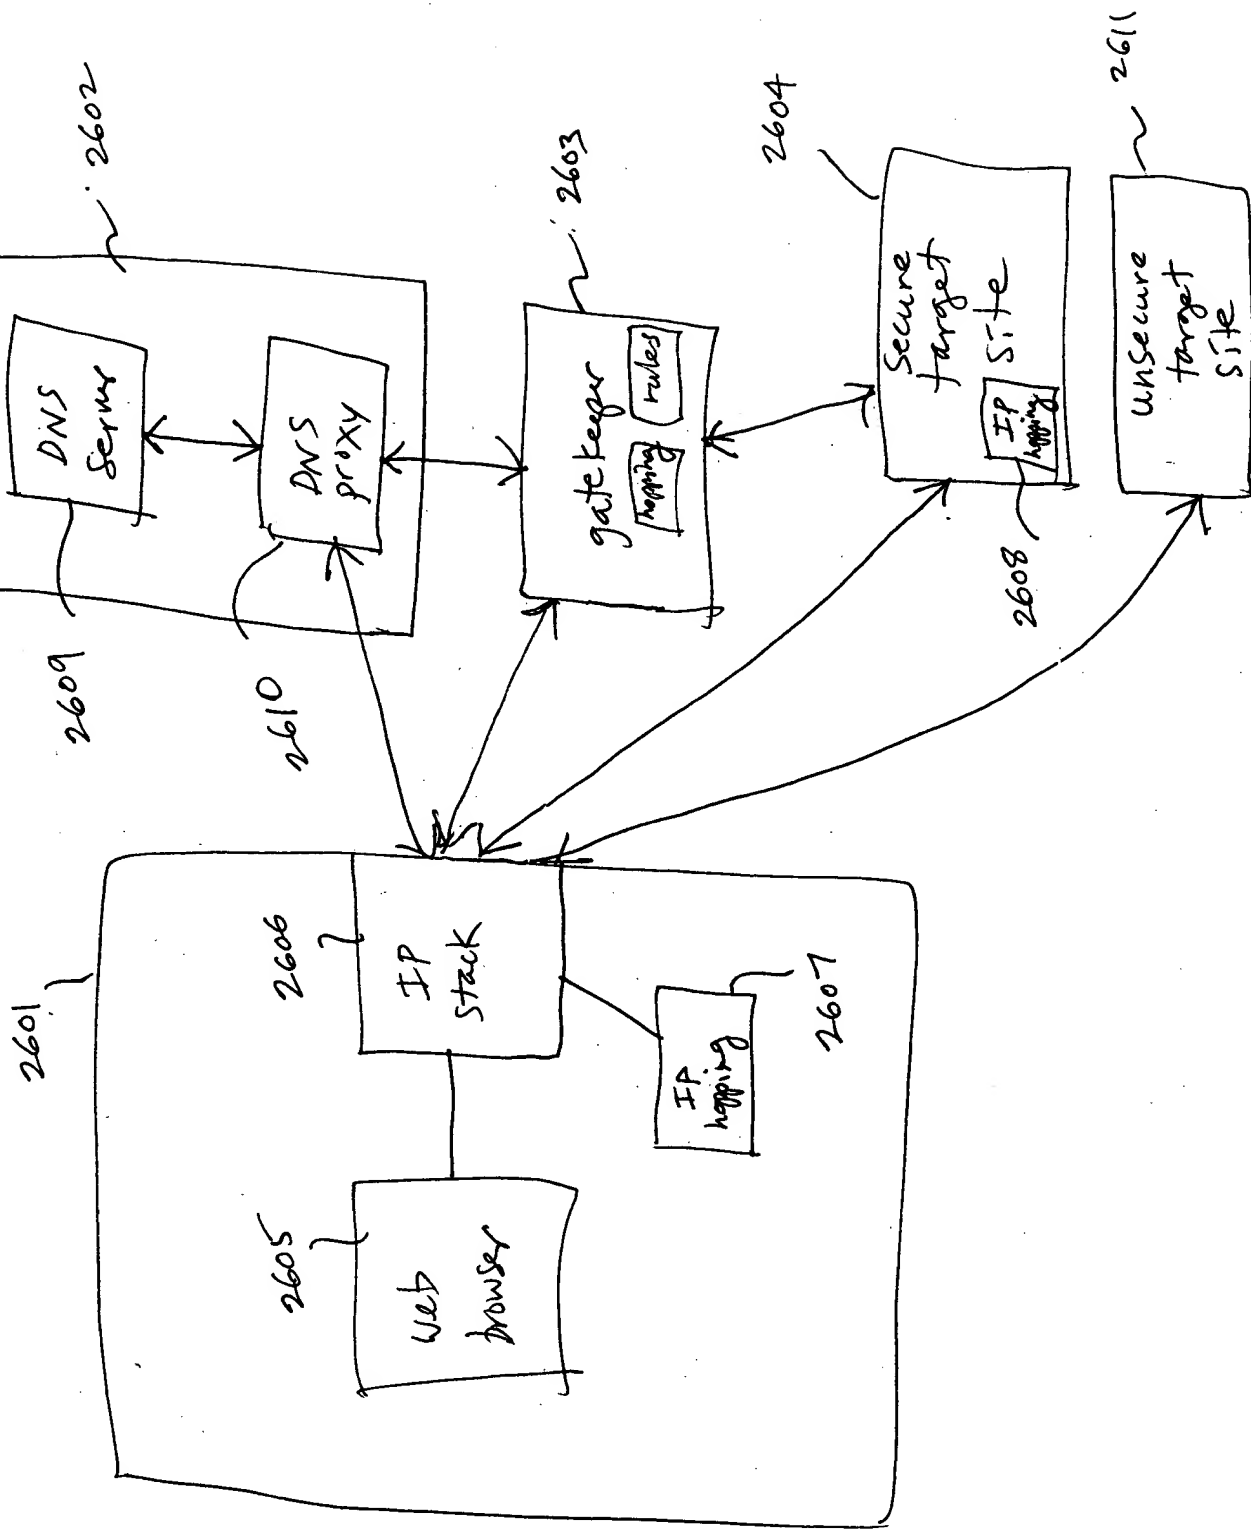 2601
2605
web
browser
2606
IP
stack
IP
hopping
2607
2609
DNS
Server
2602
2610
DNS
proxy
gatekeeper
hopping
rules
2603
2604
Secure
target
site
IP
hopping
2608
unsecure
target
site
2611